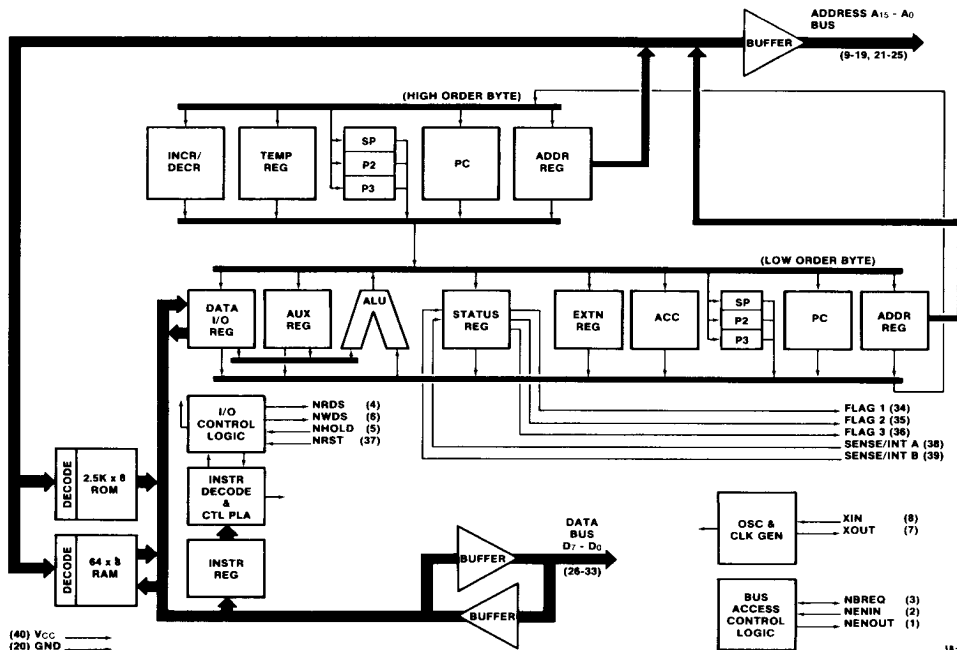 ADDRESS A15 - A0
BUS
BUFFER
(9-19, 21-25)
(HIGH ORDER BYTE)
INCR/
DECR
TEMP
REG
SP
P2
P3
PC
ADDR
REG
(LOW ORDER BYTE)
DATA
I/O
REG
AUX
REG
ALU
STATUS
REG
EXTN
REG
ACC
SP
P2
P3
PC
ADDR
REG
I/O
CONTROL
LOGIC
NRDS (4)
NWDS (6)
NHOLD (5)
NRST (37)
FLAG 1 (34)
FLAG 2 (35)
FLAG 3 (36)
SENSE/INT A (38)
SENSE/INT B (39)
DECODE
2.5K x 8
ROM
INSTR
DECODE
&
CTL PLA
DECODE
64 x 8
RAM
INSTR
REG
BUFFER
DATA
BUS
D7 - D0
(26-33)
BUFFER
OSC &
CLK GEN
XIN (8)
XOUT (7)
BUS
ACCESS
CONTROL
LOGIC
NBREQ (3)
NENIN (2)
NENOUT (1)
(40) VCC
(20) GND